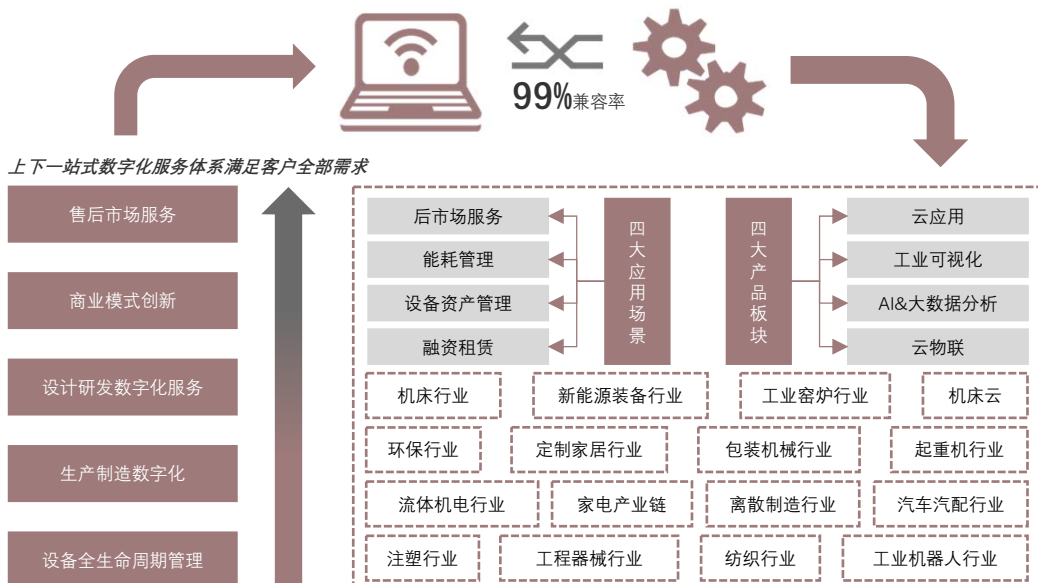 99%兼容率
上下一站式数字化服务体系满足客户全部需求
售后市场服务
商业模式创新
设计研发数字化服务
生产制造数字化
设备全生命周期管理
后市场服务
能耗管理
设备资产管理
融资租赁
四大应用场景
四大产品板块
云应用
工业可视化
AI&大数据分析
云物联
机床行业 新能源装备行业 工业窑炉行业 机床云
环保行业 定制家居行业 包装机械行业 起重机行业
流体机电行业 家电产业链 离散制造行业 汽车汽配行业
注塑行业 工程器械行业 纺织行业 工业机器人行业